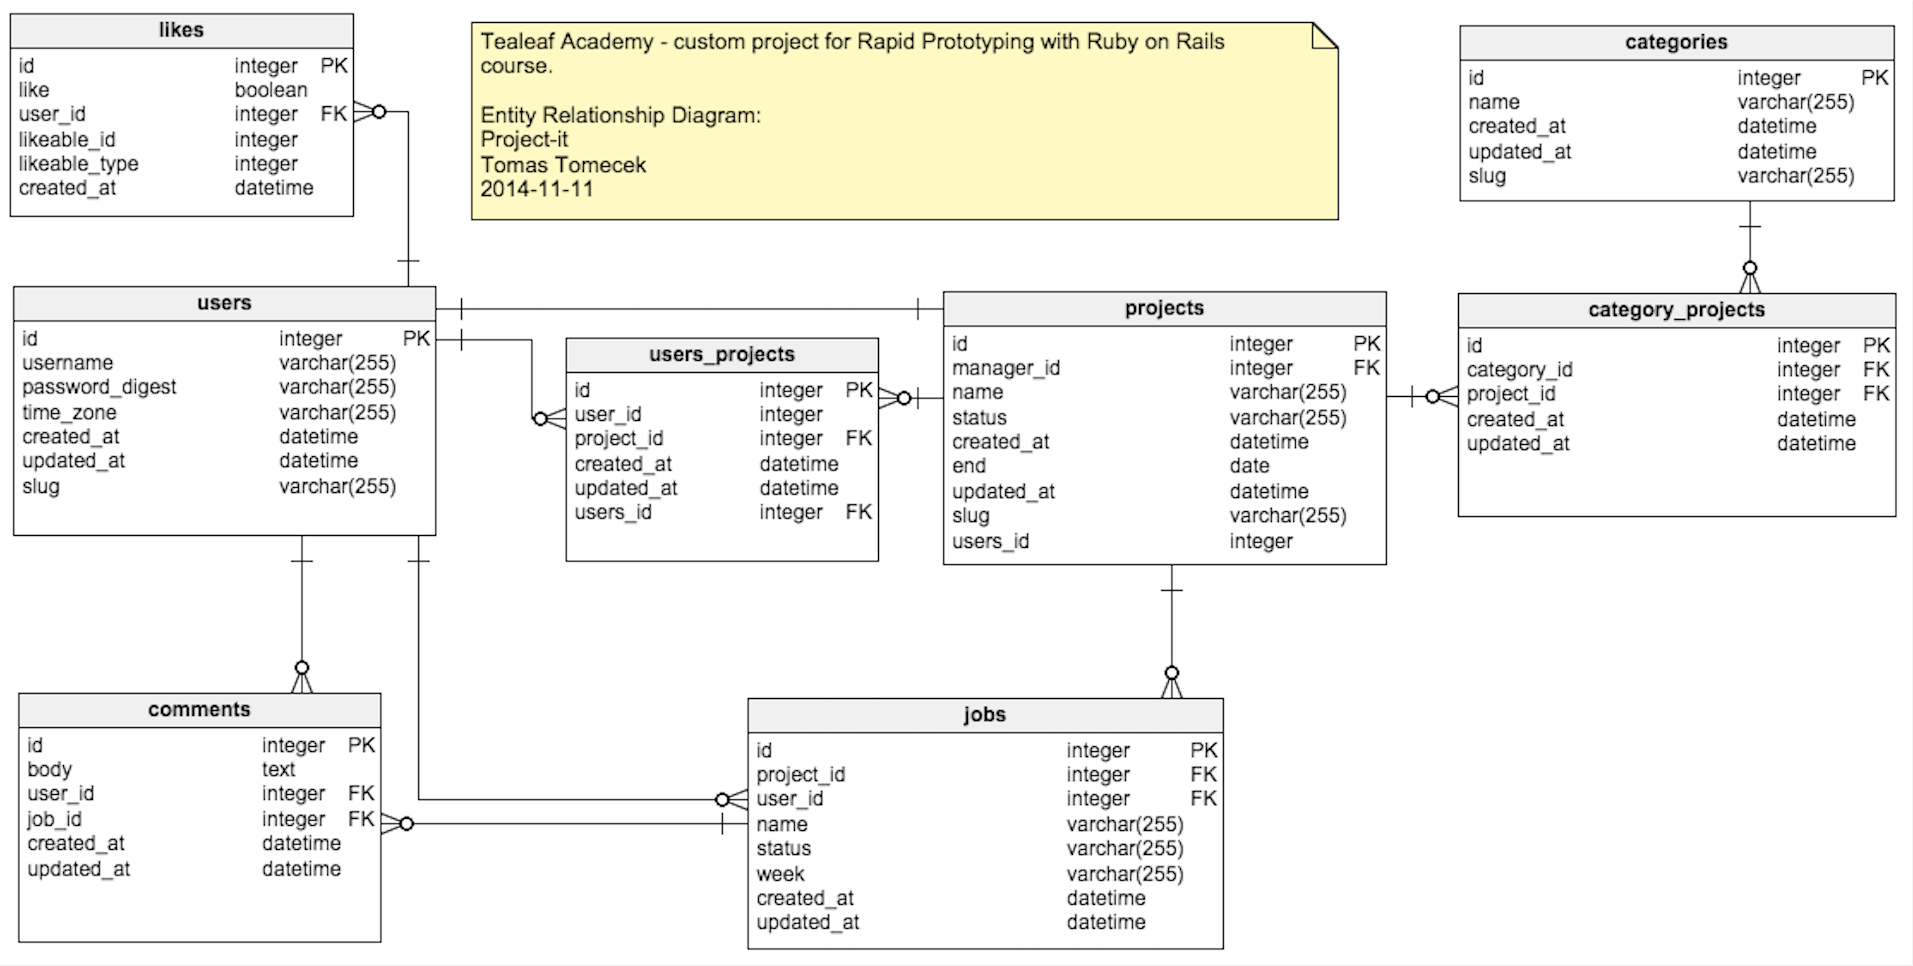 likes
id integer PK
like boolean
user_id integer FK
likeable_id integer
likeable_type integer
created_at datetime
Tealeaf Academy - custom project for Rapid Prototyping with Ruby on Rails
course.
Entity Relationship Diagram:
Project-it
Tomas Tomecek
2014-11-11
categories
id integer PK
name varchar(255)
created_at datetime
updated_at datetime
slug varchar(255)
users
id integer PK
username varchar(255)
password_digest varchar(255)
time_zone varchar(255)
created_at datetime
updated_at datetime
slug varchar(255)
users_projects
id integer PK
user_id integer
project_id integer FK
created_at datetime
updated_at datetime
users_id integer FK
projects
id integer PK
manager_id integer FK
name varchar(255)
status varchar(255)
created_at datetime
end date
updated_at datetime
slug varchar(255)
users_id integer
category_projects
id integer PK
category_id integer FK
project_id integer FK
created_at datetime
updated_at datetime
comments
id integer PK
body text
user_id integer FK
job_id integer FK
created_at datetime
updated_at datetime
jobs
id integer PK
project_id integer FK
user_id integer FK
name varchar(255)
status varchar(255)
week varchar(255)
created_at datetime
updated_at datetime